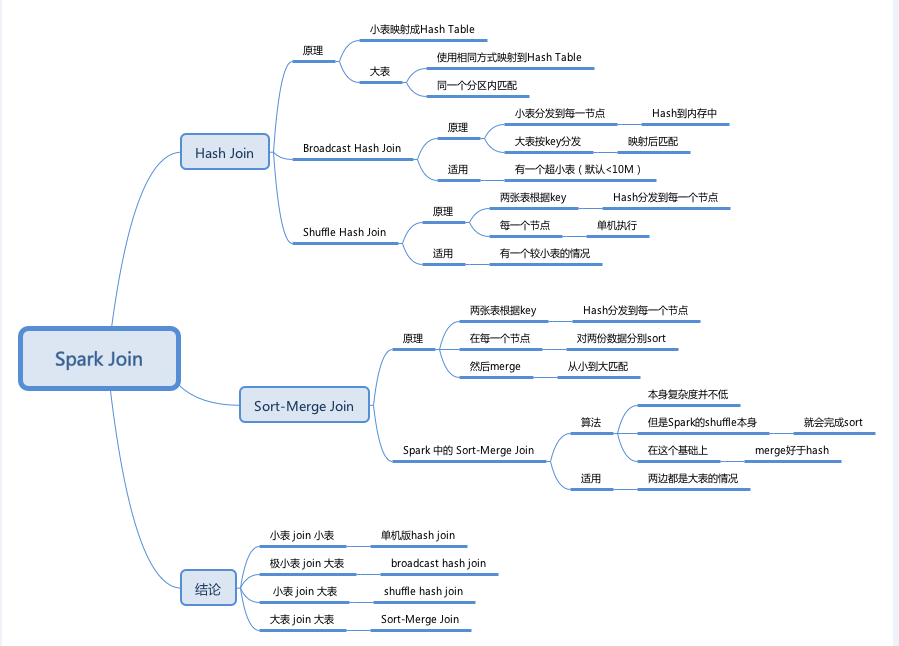 Spark Join
Hash Join
原理
小表映射成Hash Table
大表
使用相同方式映射到Hash Table
同一个分区内匹配
Broadcast Hash Join
原理
小表分发到每一节点
Hash到内存中
大表按key分发
映射后匹配
适用
有一个超小表（默认<10M）
Shuffle Hash Join
原理
两张表根据key
Hash分发到每一个节点
每一个节点
单机执行
适用
有一个较小表的情况
Sort-Merge Join
原理
两张表根据key
Hash分发到每一个节点
在每一个节点
对两份数据分别sort
然后merge
从小到大匹配
Spark 中的 Sort-Merge Join
算法
本身复杂度并不低
但是Spark的shuffle本身
就会完成sort
在这个基础上
merge好于hash
适用
两边都是大表的情况
结论
小表 join 小表
单机版hash join
极小表 join 大表
broadcast hash join
小表 join 大表
shuffle hash join
大表 join 大表
Sort-Merge Join